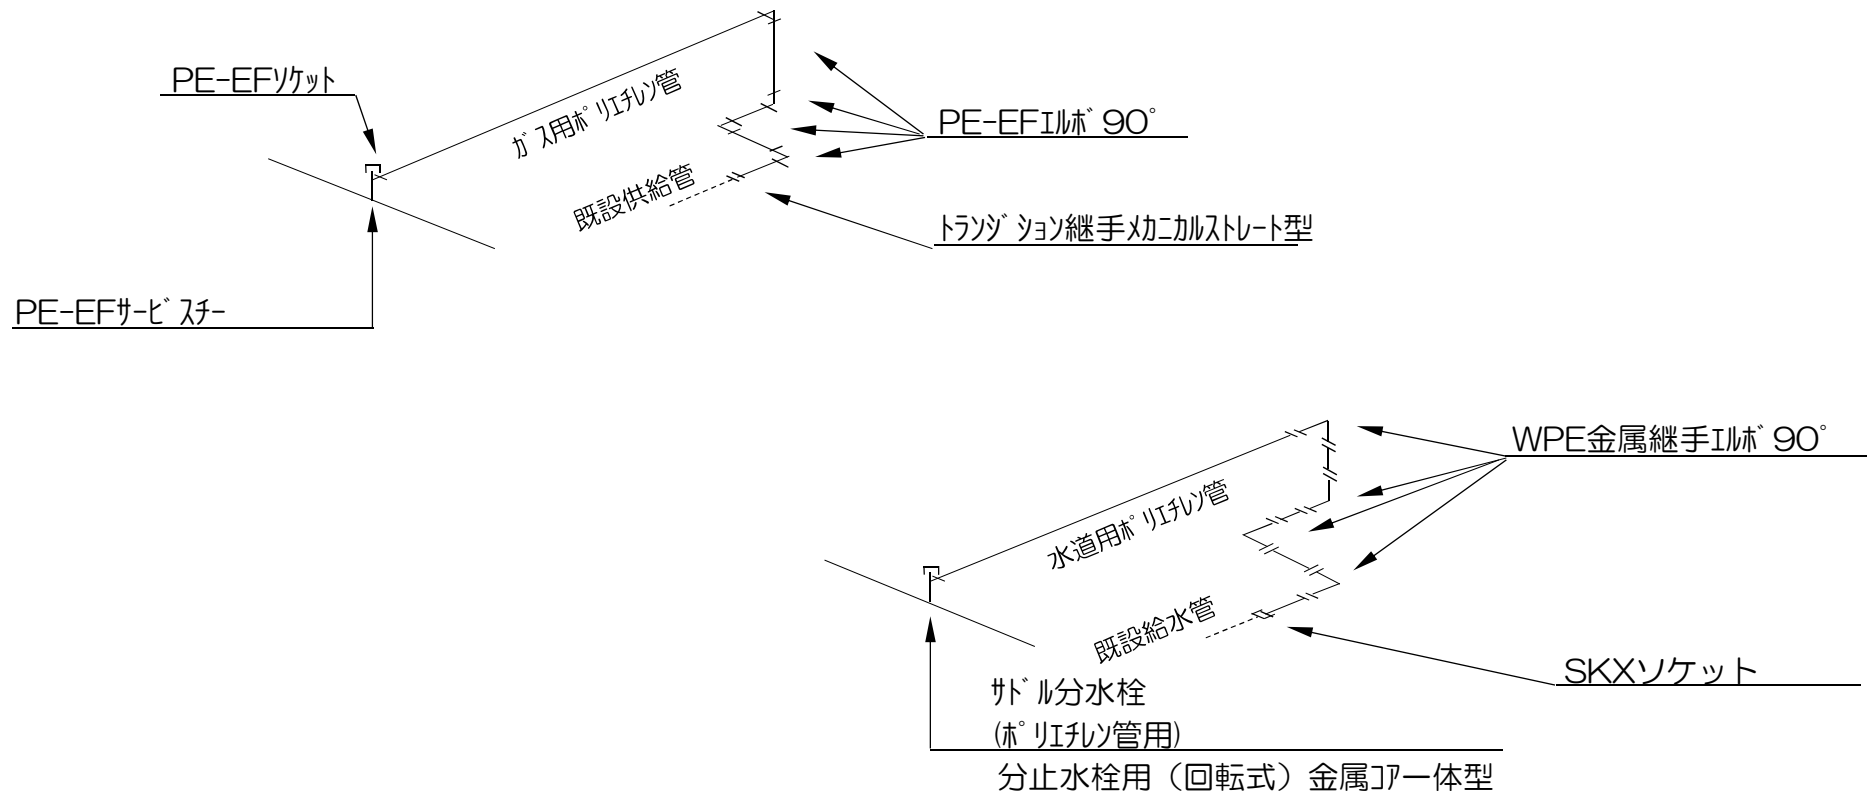 PE-EFｿｹｯﾄ
ｶﾞｽ用ﾎﾟﾘｴﾁﾚﾝ管
PE-EFｴﾙﾎﾞ90°
既設供給管
ﾄﾗﾝｼﾞｼｮﾝ継手ﾒｶﾆｶﾙｽﾄﾚｰﾄ型
PE-EFｻｰﾋﾞｽﾁｰ
WPE金属継手ｴﾙﾎﾞ90°
水道用ﾎﾟﾘｴﾁﾚﾝ管
既設給水管
SKXソケット
ｻﾄﾞﾙ分水栓
(ﾎﾟﾘｴﾁﾚﾝ管用)
分止水栓用（回転式）金属ｺｱ一体型